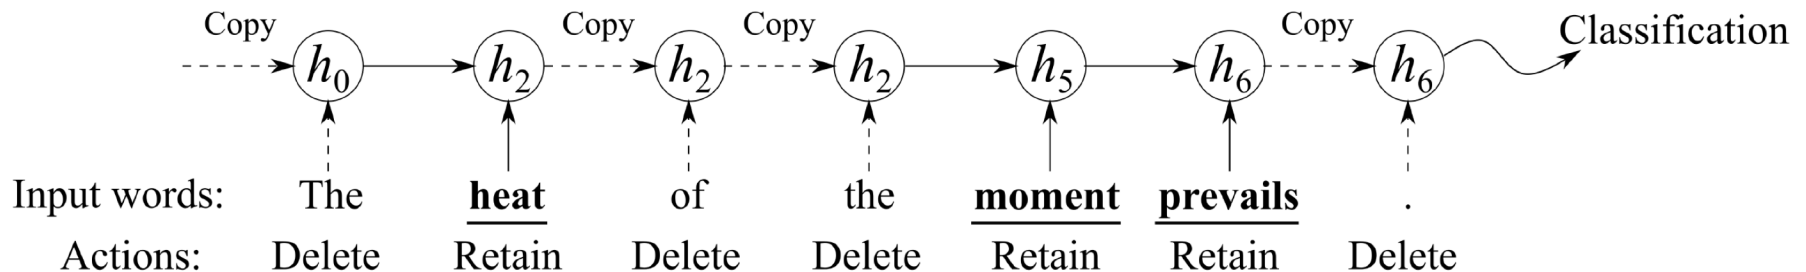 Copy Copy Copy Copy Classification
h0 h2 h2 h2 h5 h6 h6
Input words: The heat of the moment prevails .
Actions: Delete Retain Delete Delete Retain Retain Delete